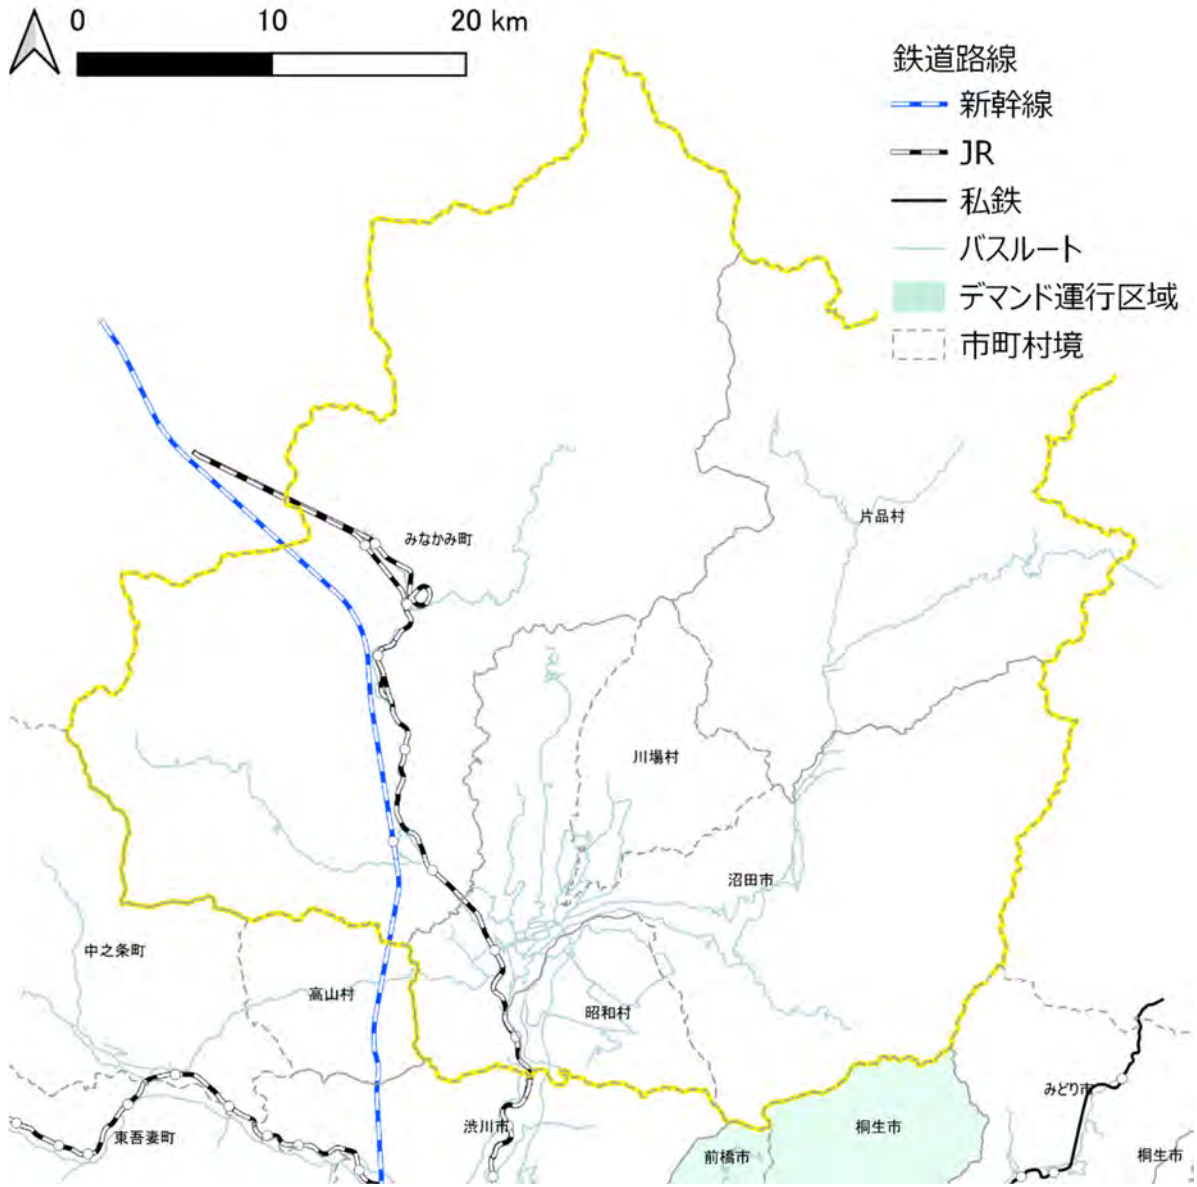 0 10 20 km
鉄道路線
新幹線
JR
私鉄
バスルート
デマンド運行区域
市町村境
みなかみ町
片品村
川場村
沼田市
中之条町
高山村
昭和村
みどり市
東吾妻町
渋川市
前橋市
桐生市
桐生市